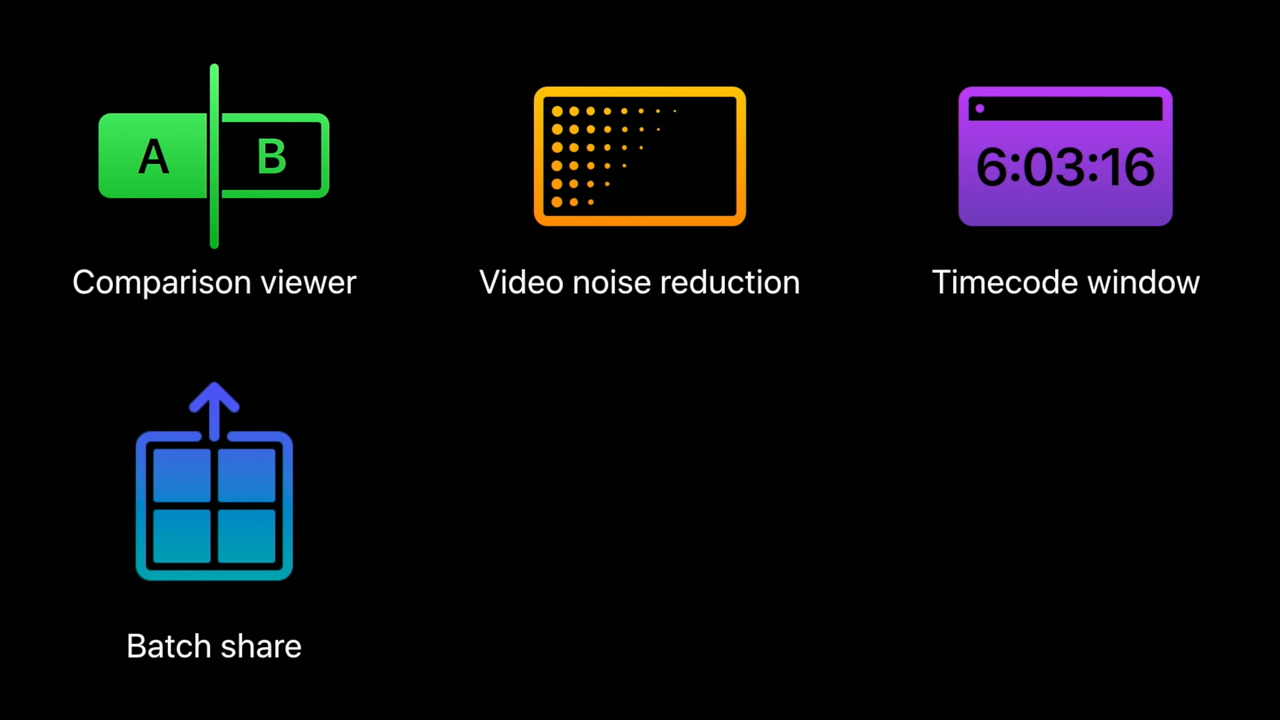 A B
Comparison viewer
Video noise reduction
6:03:16
Timecode window
Batch share